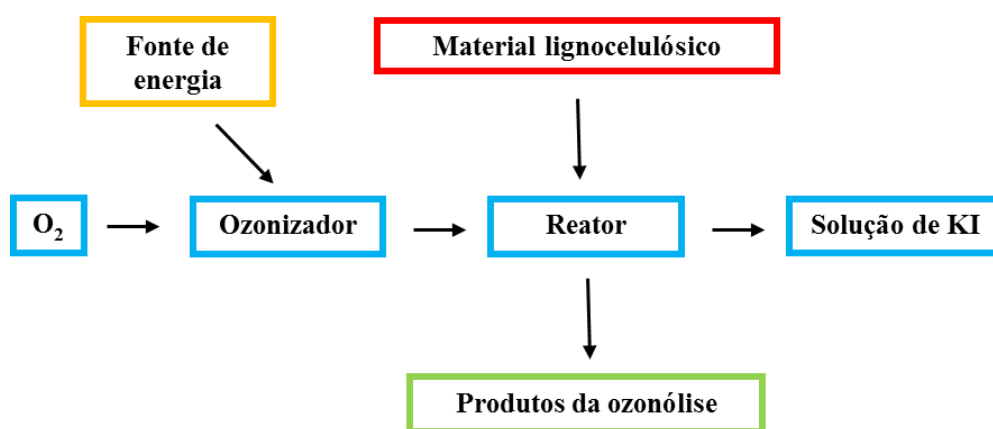 Fonte de
energia
Material lignocelulósico
O₂
Ozonizador
Reator
Solução de KI
Produtos da ozonólise